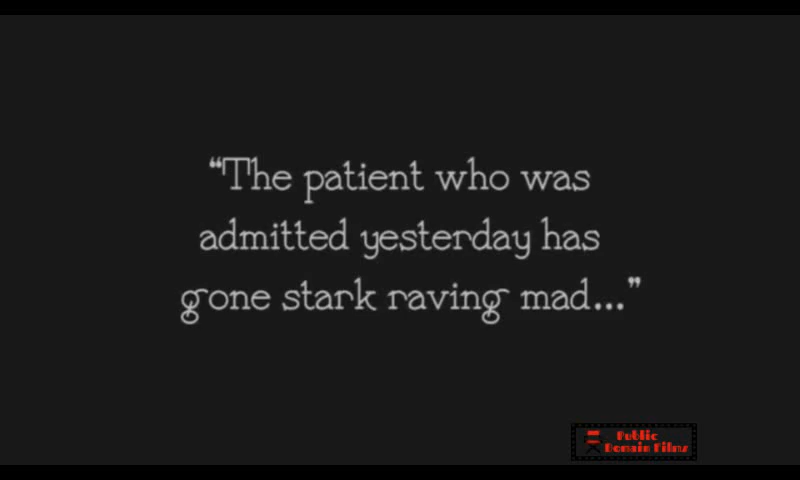 “The patient who was
admitted yesterday has
gone stark raving mad...”
Public
Domain Films